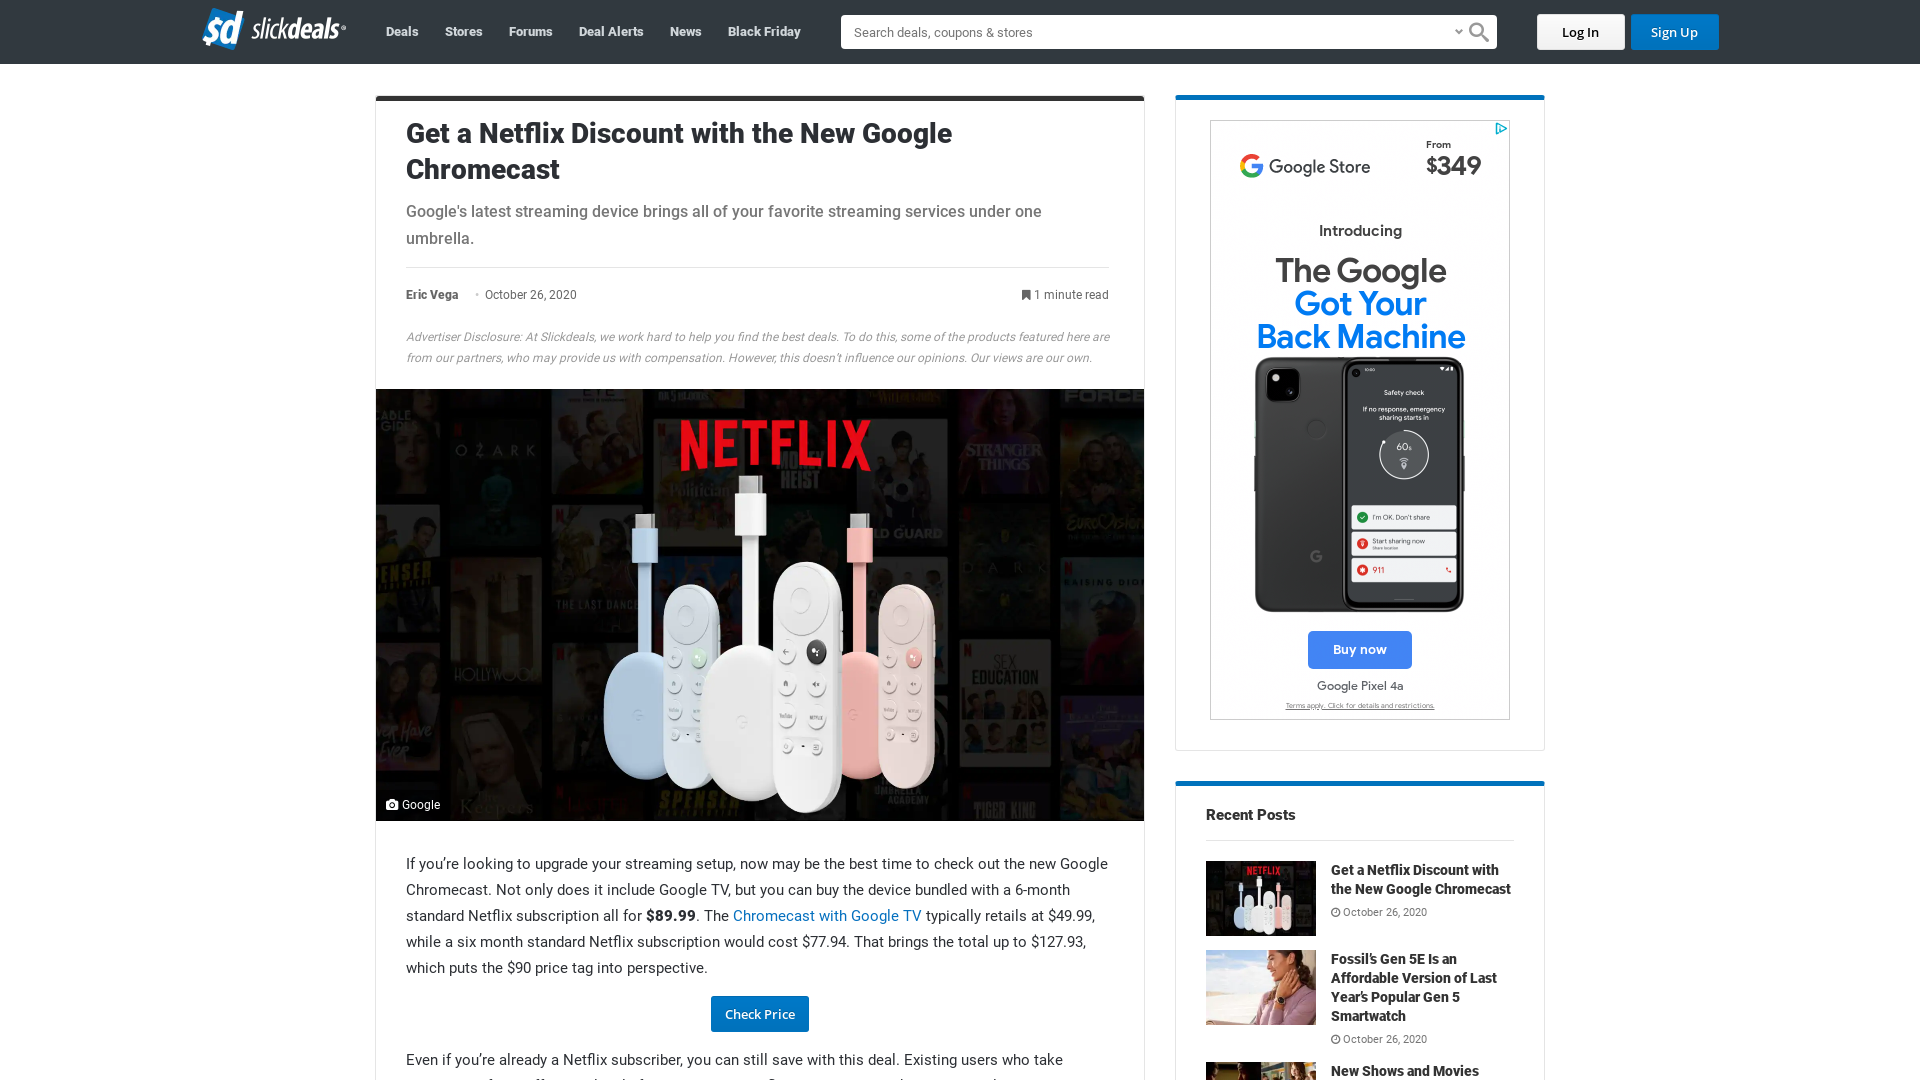 sd slickdeals
Deals
Stores
Forums
Deal Alerts
News
Black Friday
Search deals, coupons & stores
Log In
Sign Up
Get a Netflix Discount with the New Google
Chromecast
Google's latest streaming device brings all of your favorite streaming services under one
umbrella.
Eric Vega
October 26, 2020
1 minute read
Advertiser Disclosure: At Slickdeals, we work hard to help you find the best deals. To do this, some of the products featured here are
from our partners, who may provide us with compensation. However, this doesn’t influence our opinions. Our views are our own.
NETFLIX
OZARK
STRANGER
THINGS
MONEY
HEIST
Politician
THE LAST DANCE
DARK
SEX
EDUCATION
HOLLYWOOD
SPENSER
TIGER KING
YouTube
NETFLIX
Google
If you’re looking to upgrade your streaming setup, now may be the best time to check out the new Google
Chromecast. Not only does it include Google TV, but you can buy the device bundled with a 6-month
standard Netflix subscription all for $89.99. The Chromecast with Google TV typically retails at $49.99,
while a six month standard Netflix subscription would cost $77.94. That brings the total up to $127.93,
which puts the $90 price tag into perspective.
Check Price
Even if you’re already a Netflix subscriber, you can still save with this deal. Existing users who take
Google Store
From
$349
Introducing
The Google
Got Your
Back Machine
Safety check
If no response, emergency
sharing starts in
60s
I'm OK. Don't share
Start sharing now
Share location
911
Buy now
Google Pixel 4a
Terms apply. Click for details and restrictions.
Recent Posts
NETFLIX
Get a Netflix Discount with
the New Google Chromecast
October 26, 2020
Fossil’s Gen 5E Is an
Affordable Version of Last
Year’s Popular Gen 5
Smartwatch
October 26, 2020
New Shows and Movies